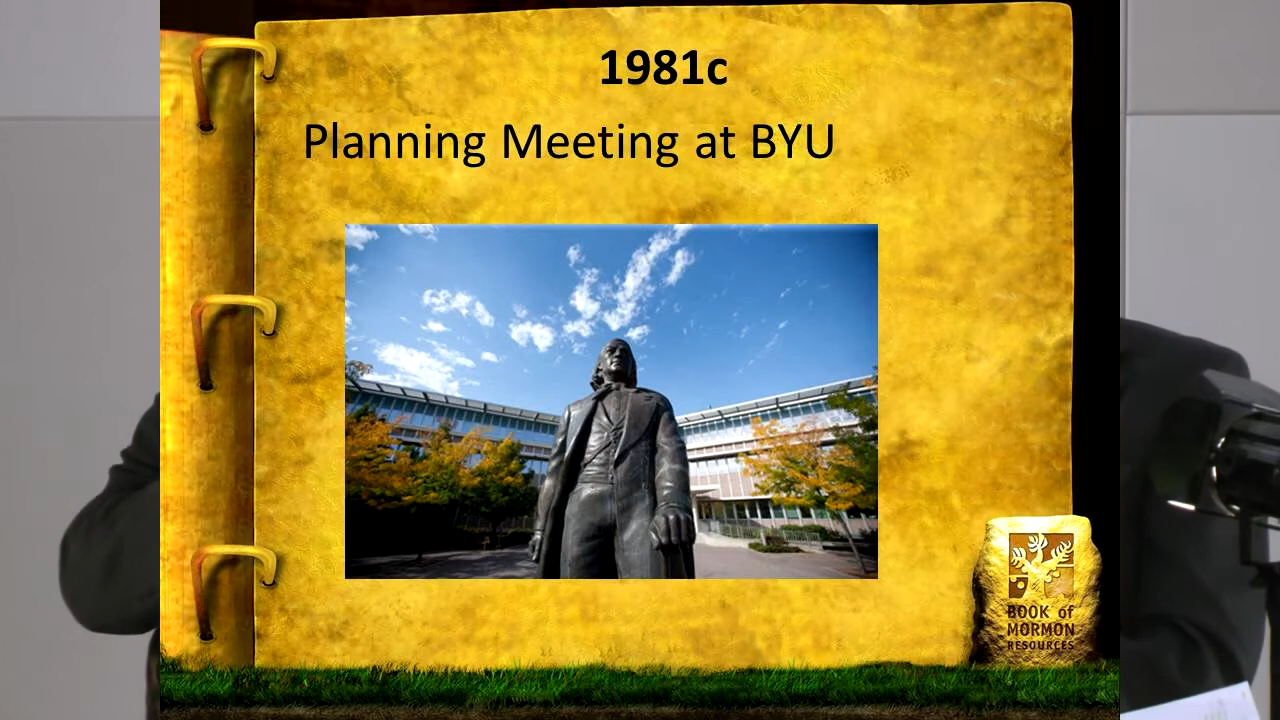 1981c
Planning Meeting at BYU
BOOK of
MORMON
RESOURCES